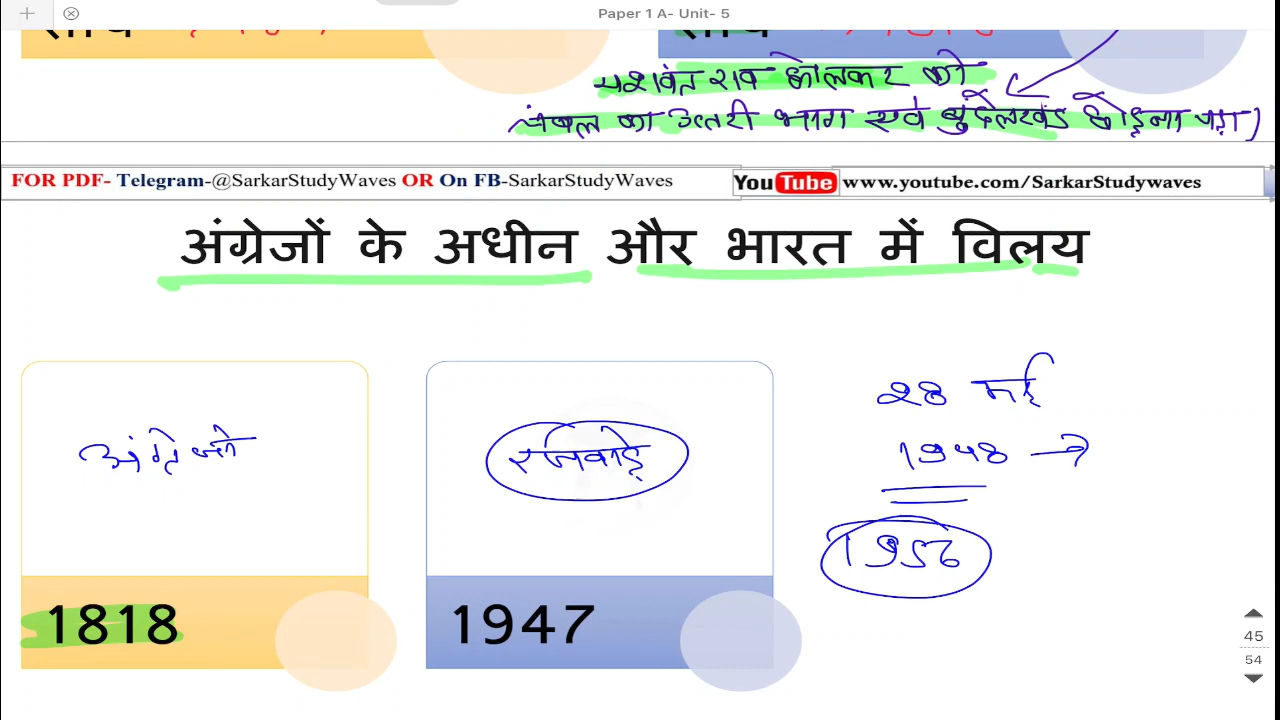 Paper 1 A- Unit- 5
यशवंत राव होलकर को
चंबल का उत्तरी भाग एवं बुंदेलखंड छोड़ना पड़ा)
FOR PDF- Telegram-@SarkarStudyWaves OR On FB-SarkarStudyWaves
YouTube www.youtube.com/SarkarStudywaves
अंग्रेजों के अधीन और भारत में विलय
28 मई
अंग्रेजो
रजवाड़े
1948 →
1956
1818
1947
45
54